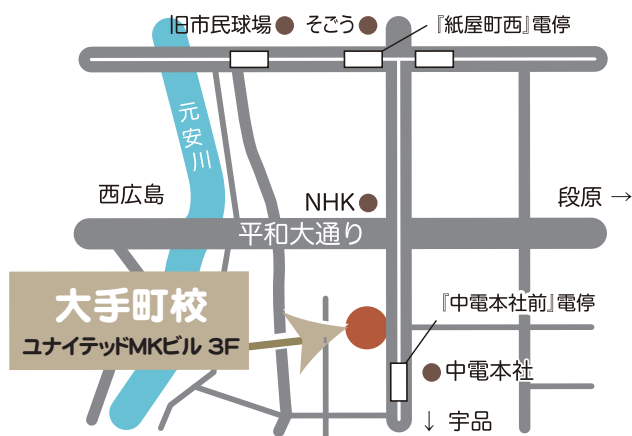 旧市民球場
そごう
『紙屋町西』電停
元安川
西広島
NHK
段原 →
平和大通り
大手町校
ユナイテッドMKビル 3F
『中電本社前』電停
中電本社
↓ 宇品